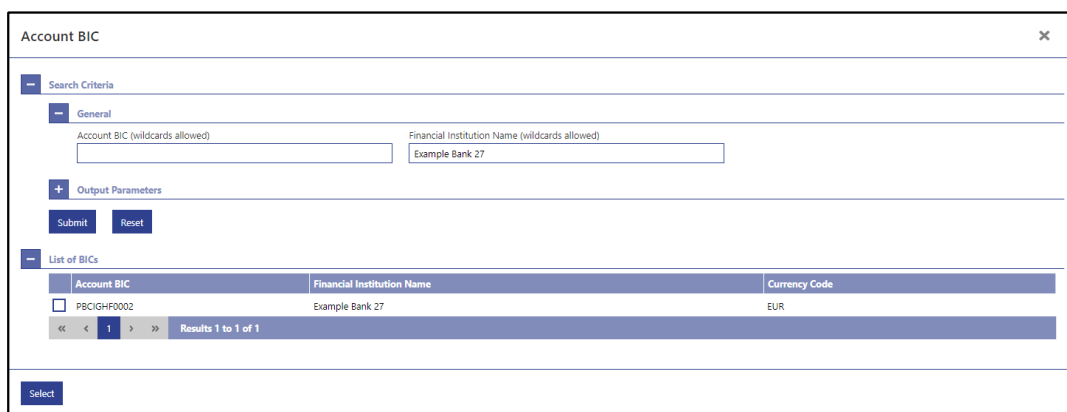 Account BIC ×
− Search Criteria
− General
Account BIC (wildcards allowed) Financial Institution Name (wildcards allowed)
Example Bank 27
+ Output Parameters
Submit Reset
− List of BICs
Account BIC Financial Institution Name Currency Code
PBCIGHF0002 Example Bank 27 EUR
« ‹ 1 › » Results 1 to 1 of 1
Select